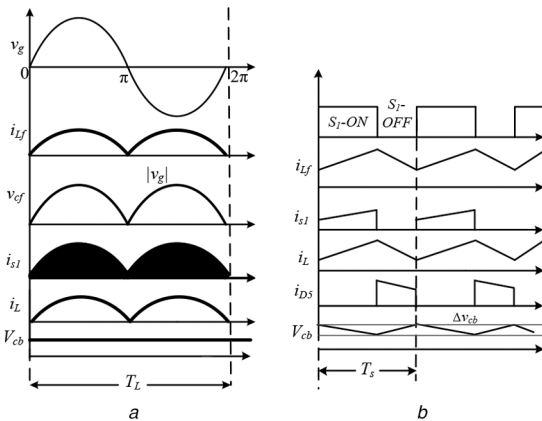 v_g
0
π
2π
i_Lf
v_cf
|v_g|
i_s1
i_L
V_cb
T_L
a
S_1-ON
S_1-
OFF
i_Lf
i_s1
i_L
i_D5
Δv_cb
V_cb
T_s
b